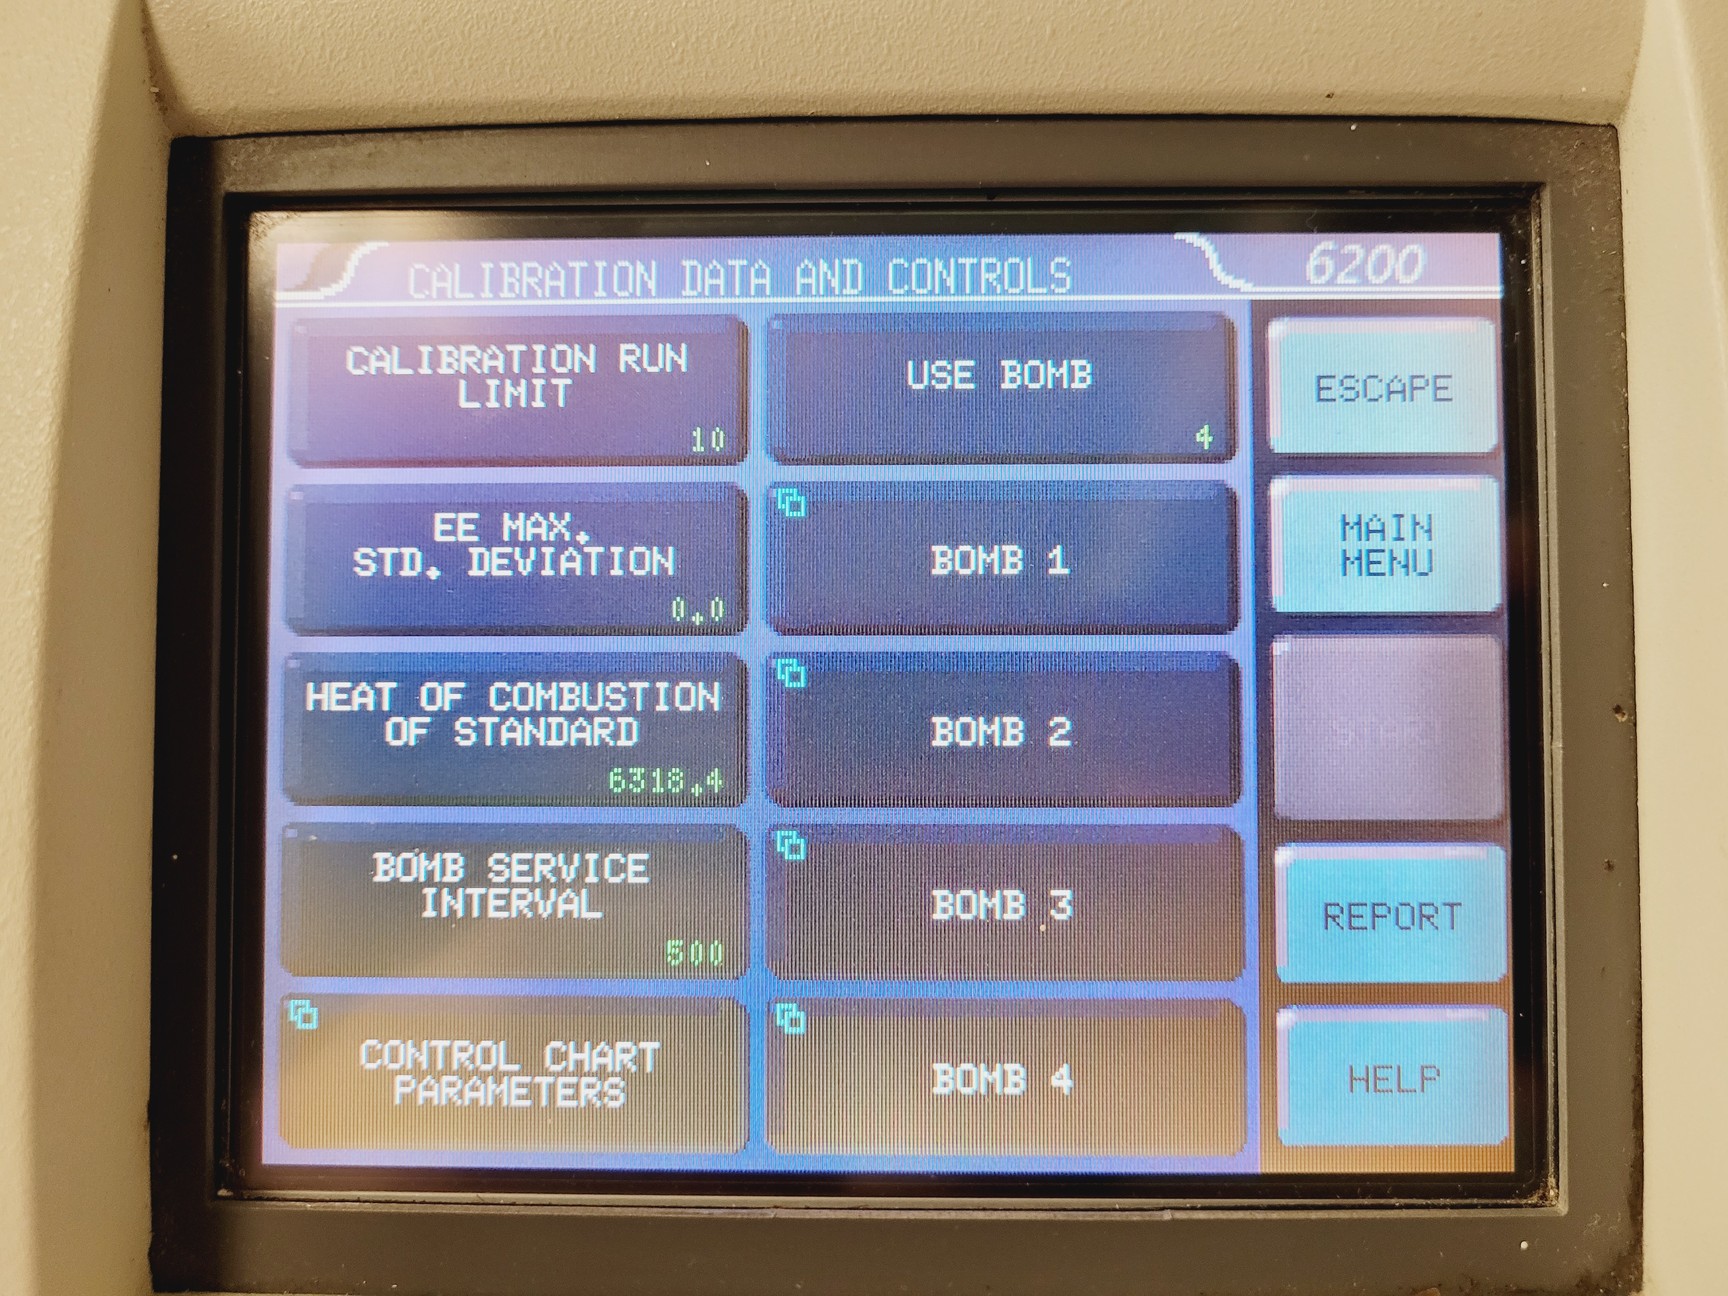 CALIBRATION DATA AND CONTROLS
6200
CALIBRATION RUN
LIMIT
10
USE BOMB
4
ESCAPE
EE MAX.
STD. DEVIATION
0.0
BOMB 1
MAIN
MENU
HEAT OF COMBUSTION
OF STANDARD
6318.4
BOMB 2
BOMB SERVICE
INTERVAL
500
BOMB 3
REPORT
CONTROL CHART
PARAMETERS
BOMB 4
HELP